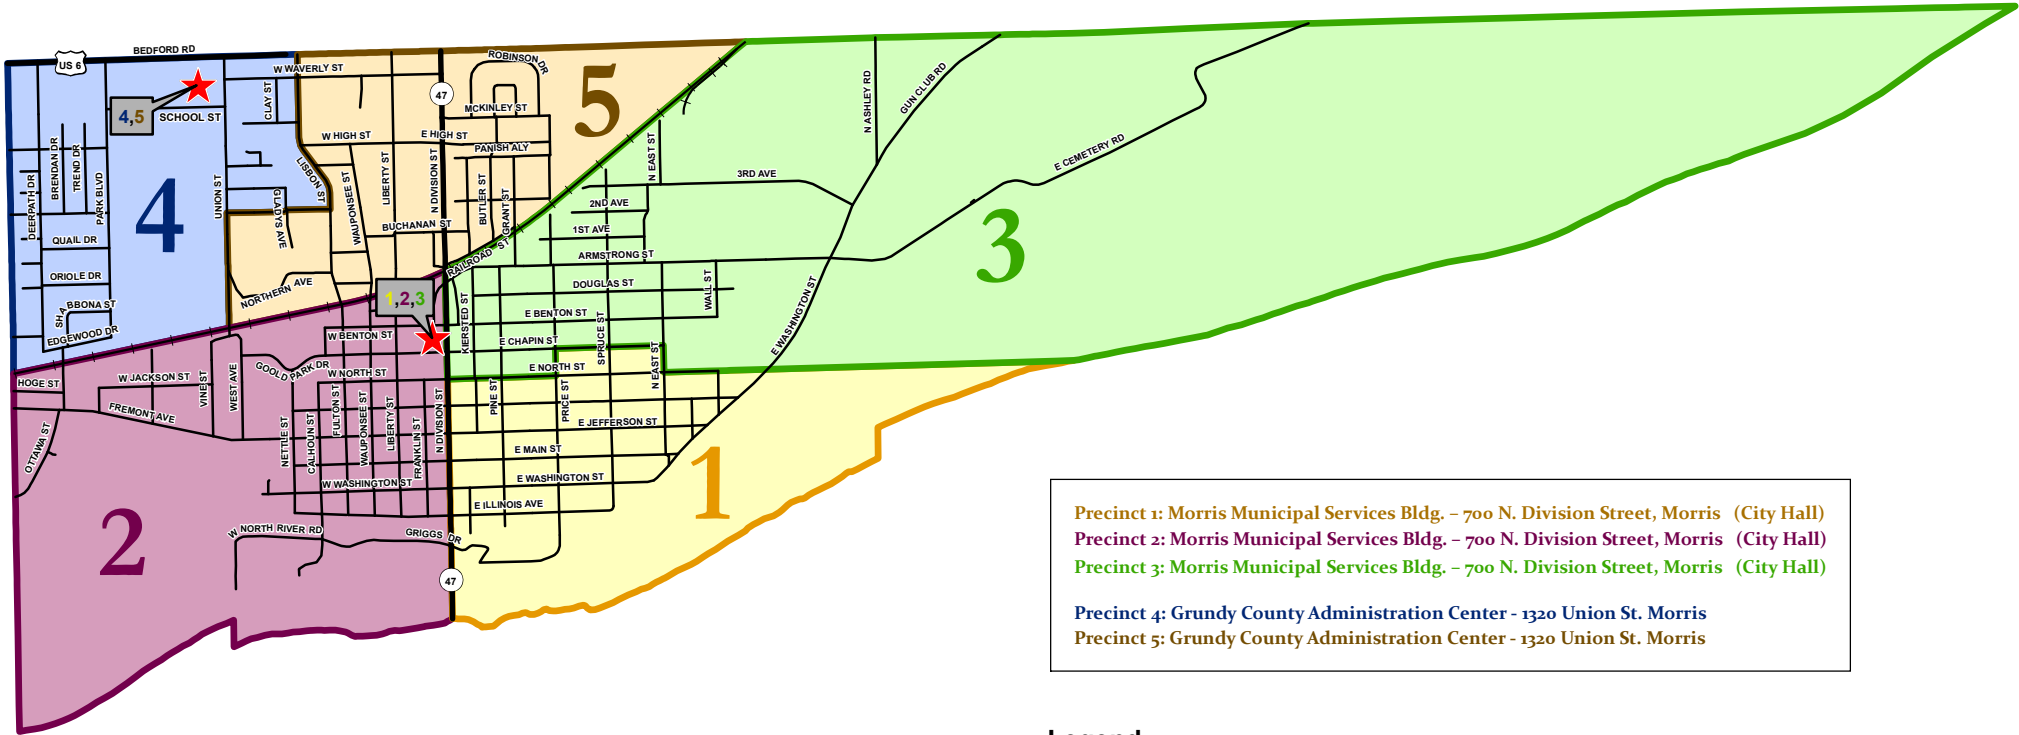 BEDFORD RD
US 6
W WAVERLY ST
ROBINSON DR
5
47
CLAY ST
N ASHLEY RD
GUN CLUB RD
4,5
SCHOOL ST
MCKINLEY ST
W HIGH ST
E HIGH ST
PANISH ALY
E CEMETERY RD
BRENDAN DR
TREND DR
LISBON ST
LIBERTY ST
N DIVISION ST
N EAST ST
3RD AVE
DEERPATH DR
PARK BLVD
4
UNION ST
GLADYS AVE
WAUPONSEE ST
BUTLER ST
GRANT ST
2ND AVE
3
BUCHANAN ST
1ST AVE
QUAIL DR
RAILROAD ST
ARMSTRONG ST
ORIOLE DR
NORTHERN AVE
DOUGLAS ST
WALL ST
1,2,3
SHABBONA ST
KIERSTED ST
E BENTON ST
SPRUCE ST
E WASHINGTON ST
EDGEWOOD DR
W BENTON ST
E CHAPIN ST
GOOLD PARK DR
E NORTH ST
N EAST ST
HOGE ST
W JACKSON ST
VINE ST
WEST AVE
W NORTH ST
PINE ST
PRICE ST
FREMONT AVE
FULTON ST
WAUPONSEE ST
LIBERTY ST
N DIVISION ST
E JEFFERSON ST
OTTAWA ST
NETTLE ST
CALHOUN ST
FRANKLIN ST
E MAIN ST
1
W WASHINGTON ST
E WASHINGTON ST
E ILLINOIS AVE
2
W NORTH RIVER RD
GRIGGS DR
47
Precinct 1: Morris Municipal Services Bldg. – 700 N. Division Street, Morris (City Hall)
Precinct 2: Morris Municipal Services Bldg. – 700 N. Division Street, Morris (City Hall)
Precinct 3: Morris Municipal Services Bldg. – 700 N. Division Street, Morris (City Hall)
Precinct 4: Grundy County Administration Center - 1320 Union St. Morris
Precinct 5: Grundy County Administration Center - 1320 Union St. Morris